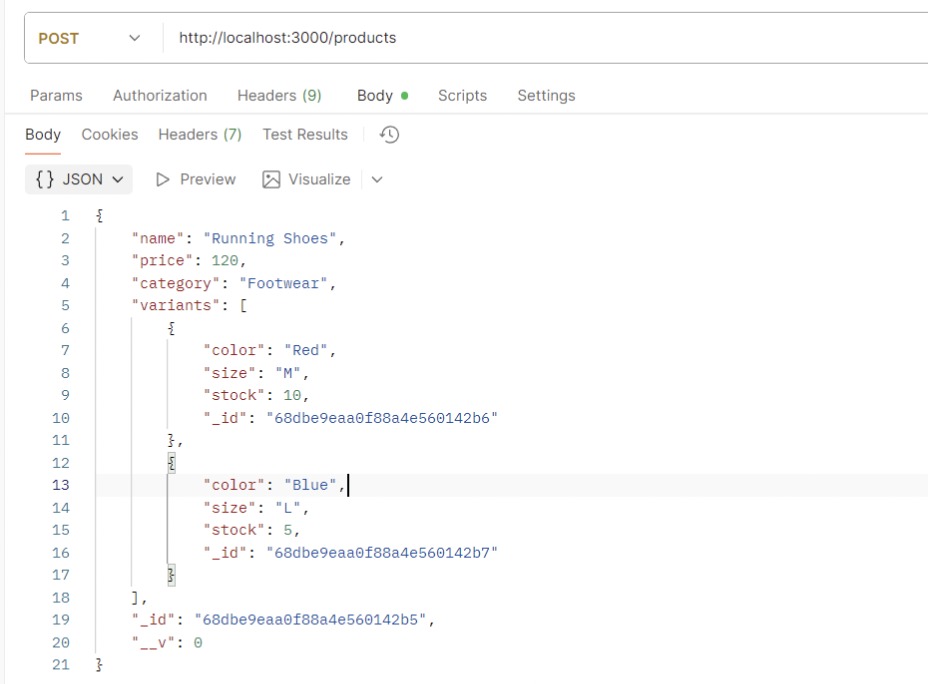 POST http://localhost:3000/products
Params Authorization Headers (9) Body Scripts Settings
Body Cookies Headers (7) Test Results
{} JSON Preview Visualize
1 {
2 "name": "Running Shoes",
3 "price": 120,
4 "category": "Footwear",
5 "variants": [
6 {
7 "color": "Red",
8 "size": "M",
9 "stock": 10,
10 "_id": "68dbe9eaa0f88a4e560142b6"
11 },
12 {
13 "color": "Blue",
14 "size": "L",
15 "stock": 5,
16 "_id": "68dbe9eaa0f88a4e560142b7"
17 }
18 ],
19 "_id": "68dbe9eaa0f88a4e560142b5",
20 "__v": 0
21 }